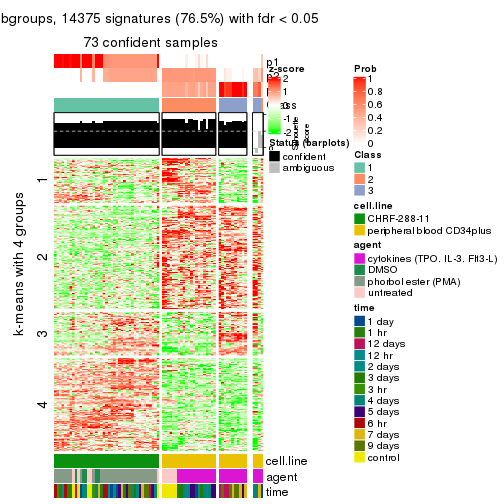 bgroups, 14375 signatures (76.5%) with fdr < 0.05
73 confident samples
p1
z-score
2
1
0
-1
-2
Silhouette
score
Status (barplots)
confident
ambiguous
k-means with 4 groups
1
2
3
4
cell.line
agent
time
Prob
1
0.8
0.6
0.4
0.2
0
Class
1
2
3
cell.line
CHRF-288-11
peripheral blood CD34plus
agent
cytokines (TPO, IL-3, Flt3-L)
DMSO
phorbol ester (PMA)
untreated
time
1 day
1 hr
12 days
12 hr
2 days
3 days
3 hr
4 days
5 days
6 hr
7 days
9 days
control